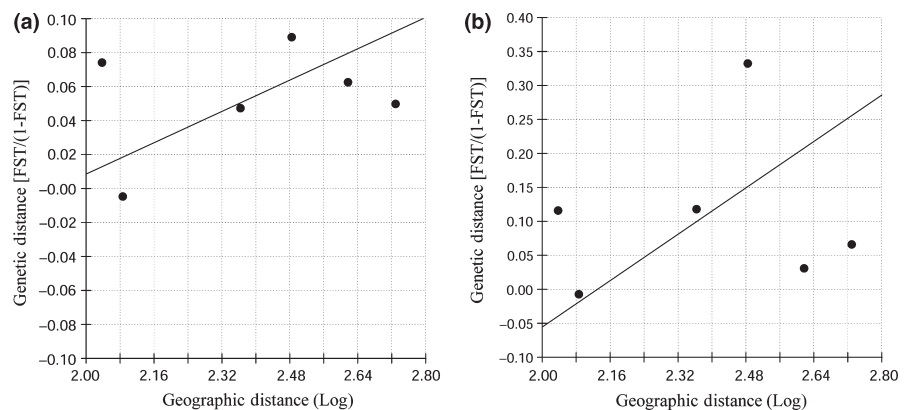 (a)
Genetic distance [FST/(1-FST)]
0.10
0.08
0.06
0.04
0.02
−0.00
−0.02
−0.04
−0.06
−0.08
−0.10
2.00 2.16 2.32 2.48 2.64 2.80
Geographic distance (Log)
(b)
Genetic distance [FST/(1-FST)]
0.40
0.35
0.30
0.25
0.20
0.15
0.10
0.05
0.00
−0.05
−0.10
2.00 2.16 2.32 2.48 2.64 2.80
Geographic distance (Log)